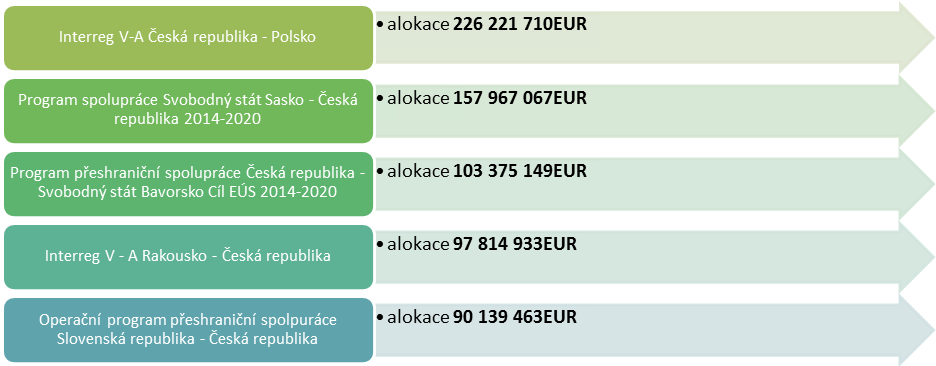 Interreg V-A Česká republika - Polsko
• alokace 226 221 710EUR
Program spolupráce Svobodný stát Sasko - Česká
republika 2014-2020
• alokace 157 967 067EUR
Program přeshraniční spolupráce Česká republika -
Svobodný stát Bavorsko Cíl EÚS 2014-2020
• alokace 103 375 149EUR
Interreg V - A Rakousko - Česká republika
• alokace 97 814 933EUR
Operační program přeshraniční spolpuráce
Slovenská republika - Česká republika
• alokace 90 139 463EUR